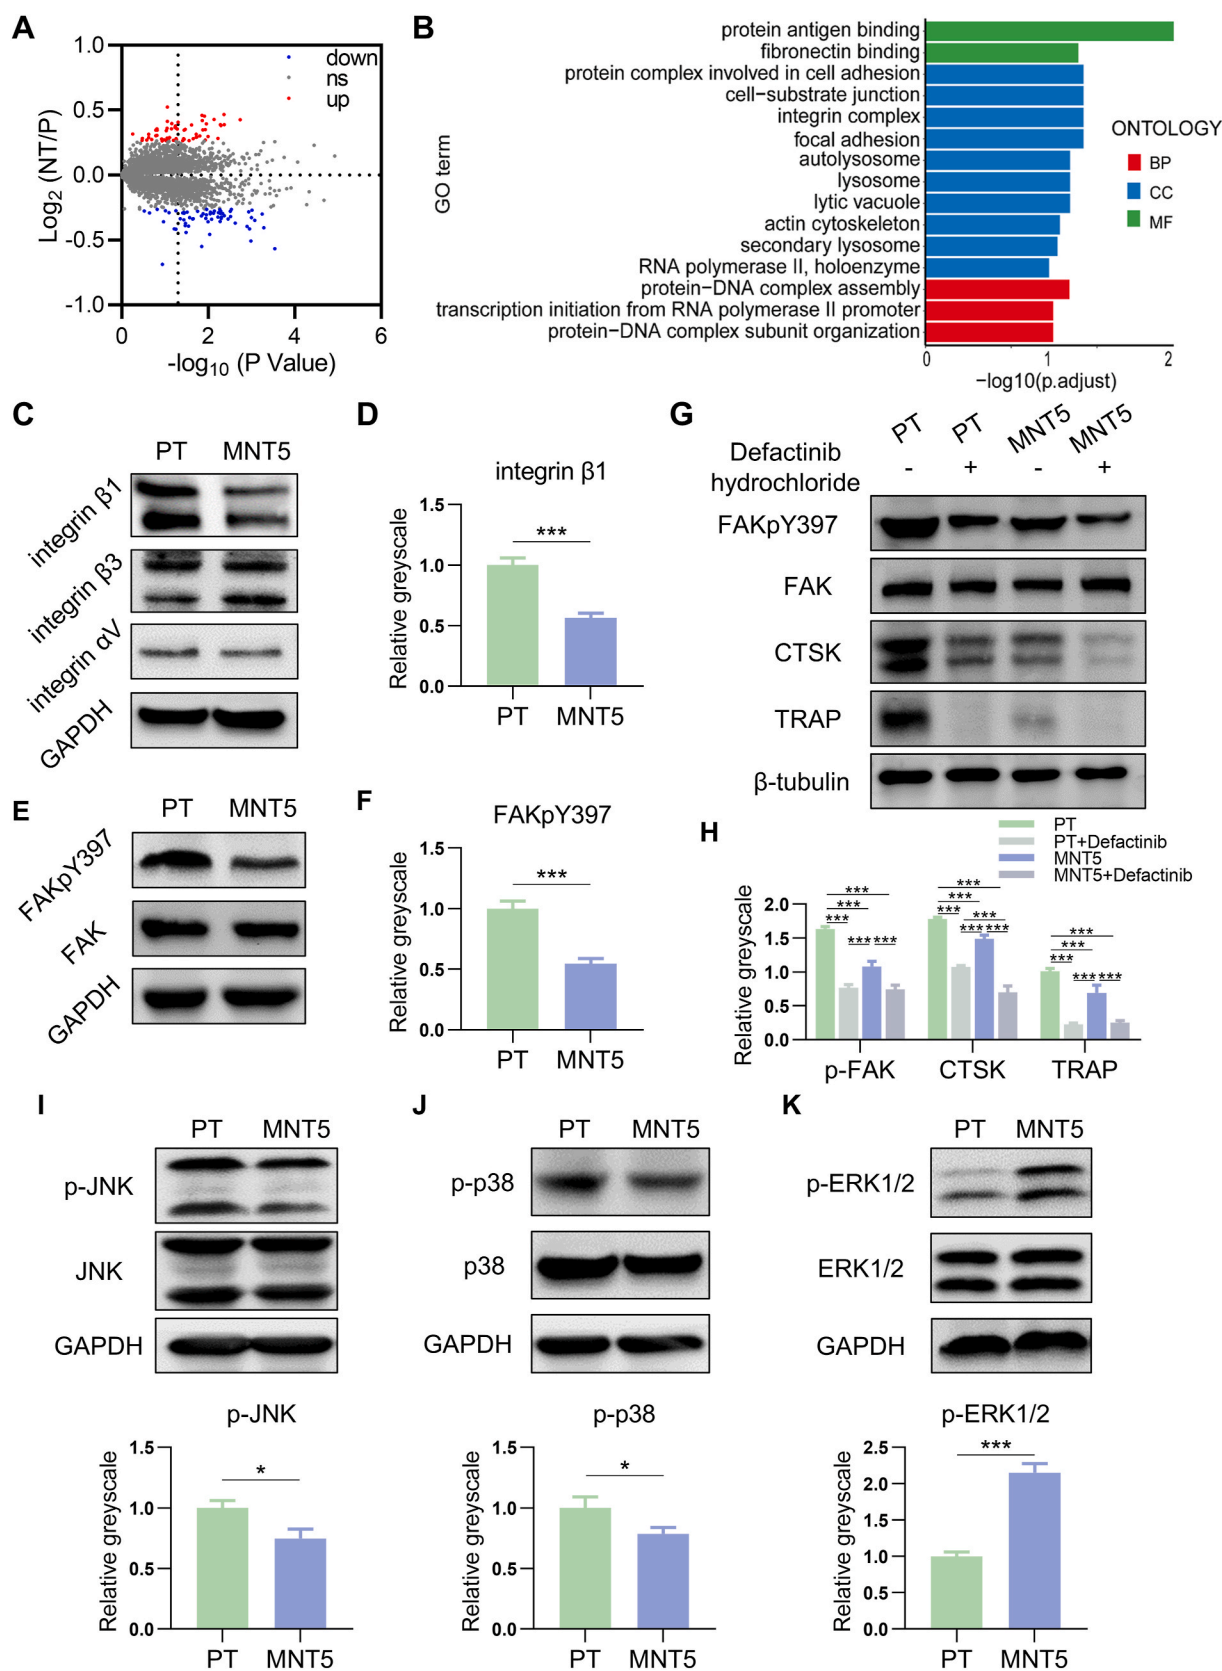 A
1.0
0.5
0.0
-0.5
-1.0
Log2 (NT/P)
down
ns
up
0 2 4 6
-log10 (P Value)
B
GO term
protein antigen binding
fibronectin binding
protein complex involved in cell adhesion
cell−substrate junction
integrin complex
focal adhesion
autolysosome
lysosome
lytic vacuole
actin cytoskeleton
secondary lysosome
RNA polymerase II, holoenzyme
protein−DNA complex assembly
transcription initiation from RNA polymerase II promoter
protein−DNA complex subunit organization
0 1 2
−log10(p.adjust)
ONTOLOGY
BP
CC
MF
C
PT MNT5
integrin β1
integrin β3
integrin αV
GAPDH
D
integrin β1
Relative greyscale
1.5
1.0
0.5
0.0
***
PT MNT5
E
PT MNT5
FAKpY397
FAK
GAPDH
F
FAKpY397
Relative greyscale
1.5
1.0
0.5
0.0
***
PT MNT5
G
PT PT MNT5 MNT5
Defactinib
hydrochloride
- + - +
FAKpY397
FAK
CTSK
TRAP
β-tubulin
H
PT
PT+Defactinib
MNT5
MNT5+Defactinib
Relative greyscale
2.0
1.5
1.0
0.5
0.0
***
***
***
*** ***
***
***
***
***
*** ***
***
***
***
*** ***
p-FAK CTSK TRAP
I
PT MNT5
p-JNK
JNK
GAPDH
p-JNK
Relative greyscale
1.5
1.0
0.5
0.0
*
PT MNT5
J
PT MNT5
p-p38
p38
GAPDH
p-p38
Relative greyscale
1.5
1.0
0.5
0.0
*
PT MNT5
K
PT MNT5
p-ERK1/2
ERK1/2
GAPDH
p-ERK1/2
Relative greyscale
2.5
2.0
1.5
1.0
0.5
0.0
***
PT MNT5